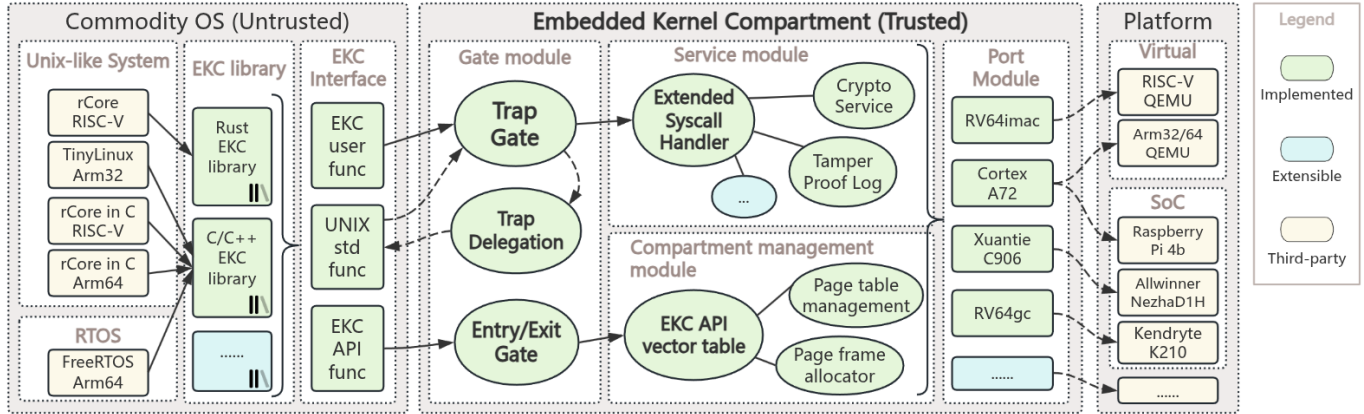 Commodity OS (Untrusted)
Unix-like System
rCore
RISC-V
TinyLinux
Arm32
rCore in C
RISC-V
rCore in C
Arm64
RTOS
FreeRTOS
Arm64
EKC library
Rust
EKC
library
C/C++
EKC
library
......
EKC
Interface
EKC
user
func
UNIX
std
func
EKC
API
func
Embedded Kernel Compartment (Trusted)
Gate module
Trap
Gate
Trap
Delegation
Entry/Exit
Gate
Service module
Extended
Syscall
Handler
Crypto
Service
Tamper
Proof Log
...
Compartment management
module
EKC API
vector table
Page table
management
Page frame
allocator
Port
Module
RV64imac
Cortex
A72
Xuantie
C906
RV64gc
......
Platform
Virtual
RISC-V
QEMU
Arm32/64
QEMU
SoC
Raspberry
Pi 4b
Allwinner
NezhaD1H
Kendryte
K210
......
Legend
Implemented
Extensible
Third-party